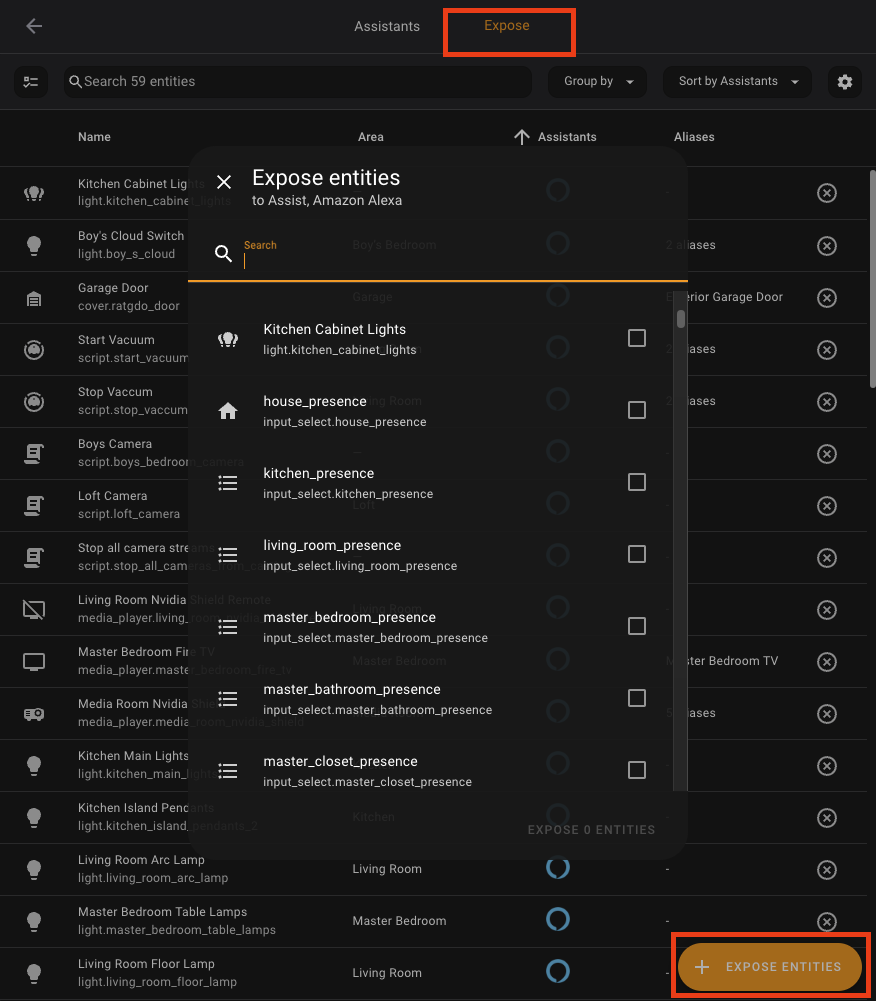 Assistants
Expose
Search 59 entities
Group by
Sort by Assistants
Name
Area
Assistants
Aliases
Expose entities
to Assist, Amazon Alexa
Search
Kitchen Cabinet Lights
light.kitchen_cabinet_lights
house_presence
input_select.house_presence
kitchen_presence
input_select.kitchen_presence
living_room_presence
input_select.living_room_presence
master_bedroom_presence
input_select.master_bedroom_presence
master_bathroom_presence
input_select.master_bathroom_presence
master_closet_presence
input_select.master_closet_presence
EXPOSE 0 ENTITIES
Kitchen Cabinet Lights
light.kitchen_cabinet_lights
-
Boy's Cloud Switch
light.boy_s_cloud
Boy's Bedroom
2 aliases
Garage Door
cover.ratgdo_door
Garage
Exterior Garage Door
Start Vacuum
script.start_vacuum
aliases
Stop Vaccum
script.stop_vaccum
Living Room
aliases
Boys Camera
script.boys_bedroom_camera
Loft Camera
script.loft_camera
Loft
Stop all camera streams
script.stop_all_cameras
Living Room Nvidia Shield Remote
media_player.living_
Living Room
Master Bedroom Fire TV
media_player.master_bedroom_fire_tv
Master Bedroom
Master Bedroom TV
Media Room Nvidia Shield
media_player.media_room_nvidia_shield
5 aliases
Kitchen Main Lights
light.kitchen_main_lights
Kitchen Island Pendants
light.kitchen_island_pendants_2
Kitchen
Living Room Arc Lamp
light.living_room_arc_lamp
Living Room
-
Master Bedroom Table Lamps
light.master_bedroom_table_lamps
Master Bedroom
-
Living Room Floor Lamp
light.living_room_floor_lamp
Living Room
-
EXPOSE ENTITIES